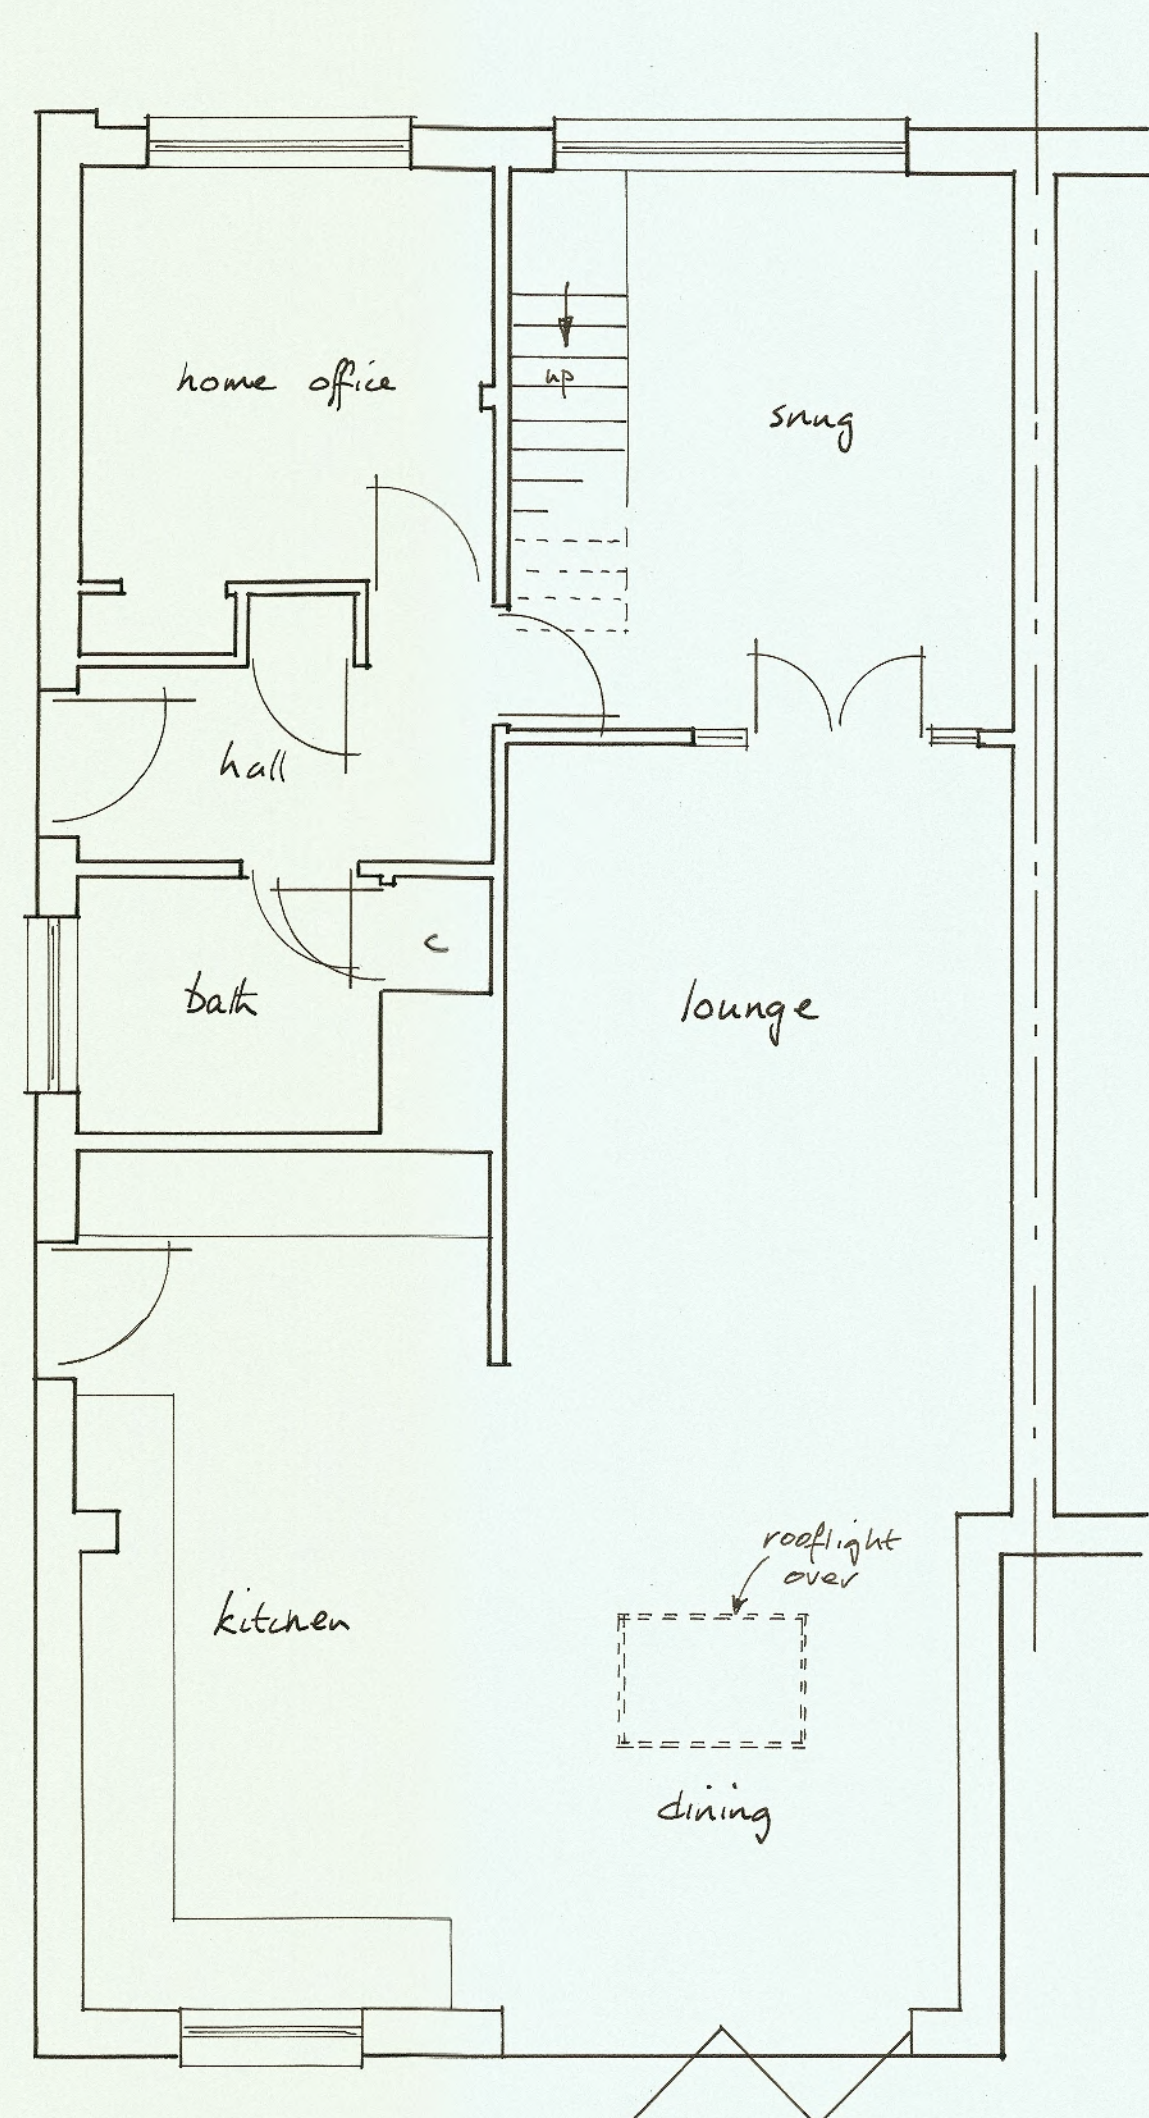 home office
up
snug
hall
c
bath
lounge
rooflight
over
kitchen
dining